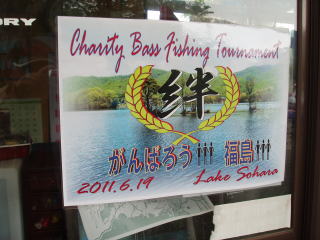 ORY
Charity Bass Fishing Tournament
絆
がんばろう!!! 福島!!!
2011.6.19 Lake Sohara